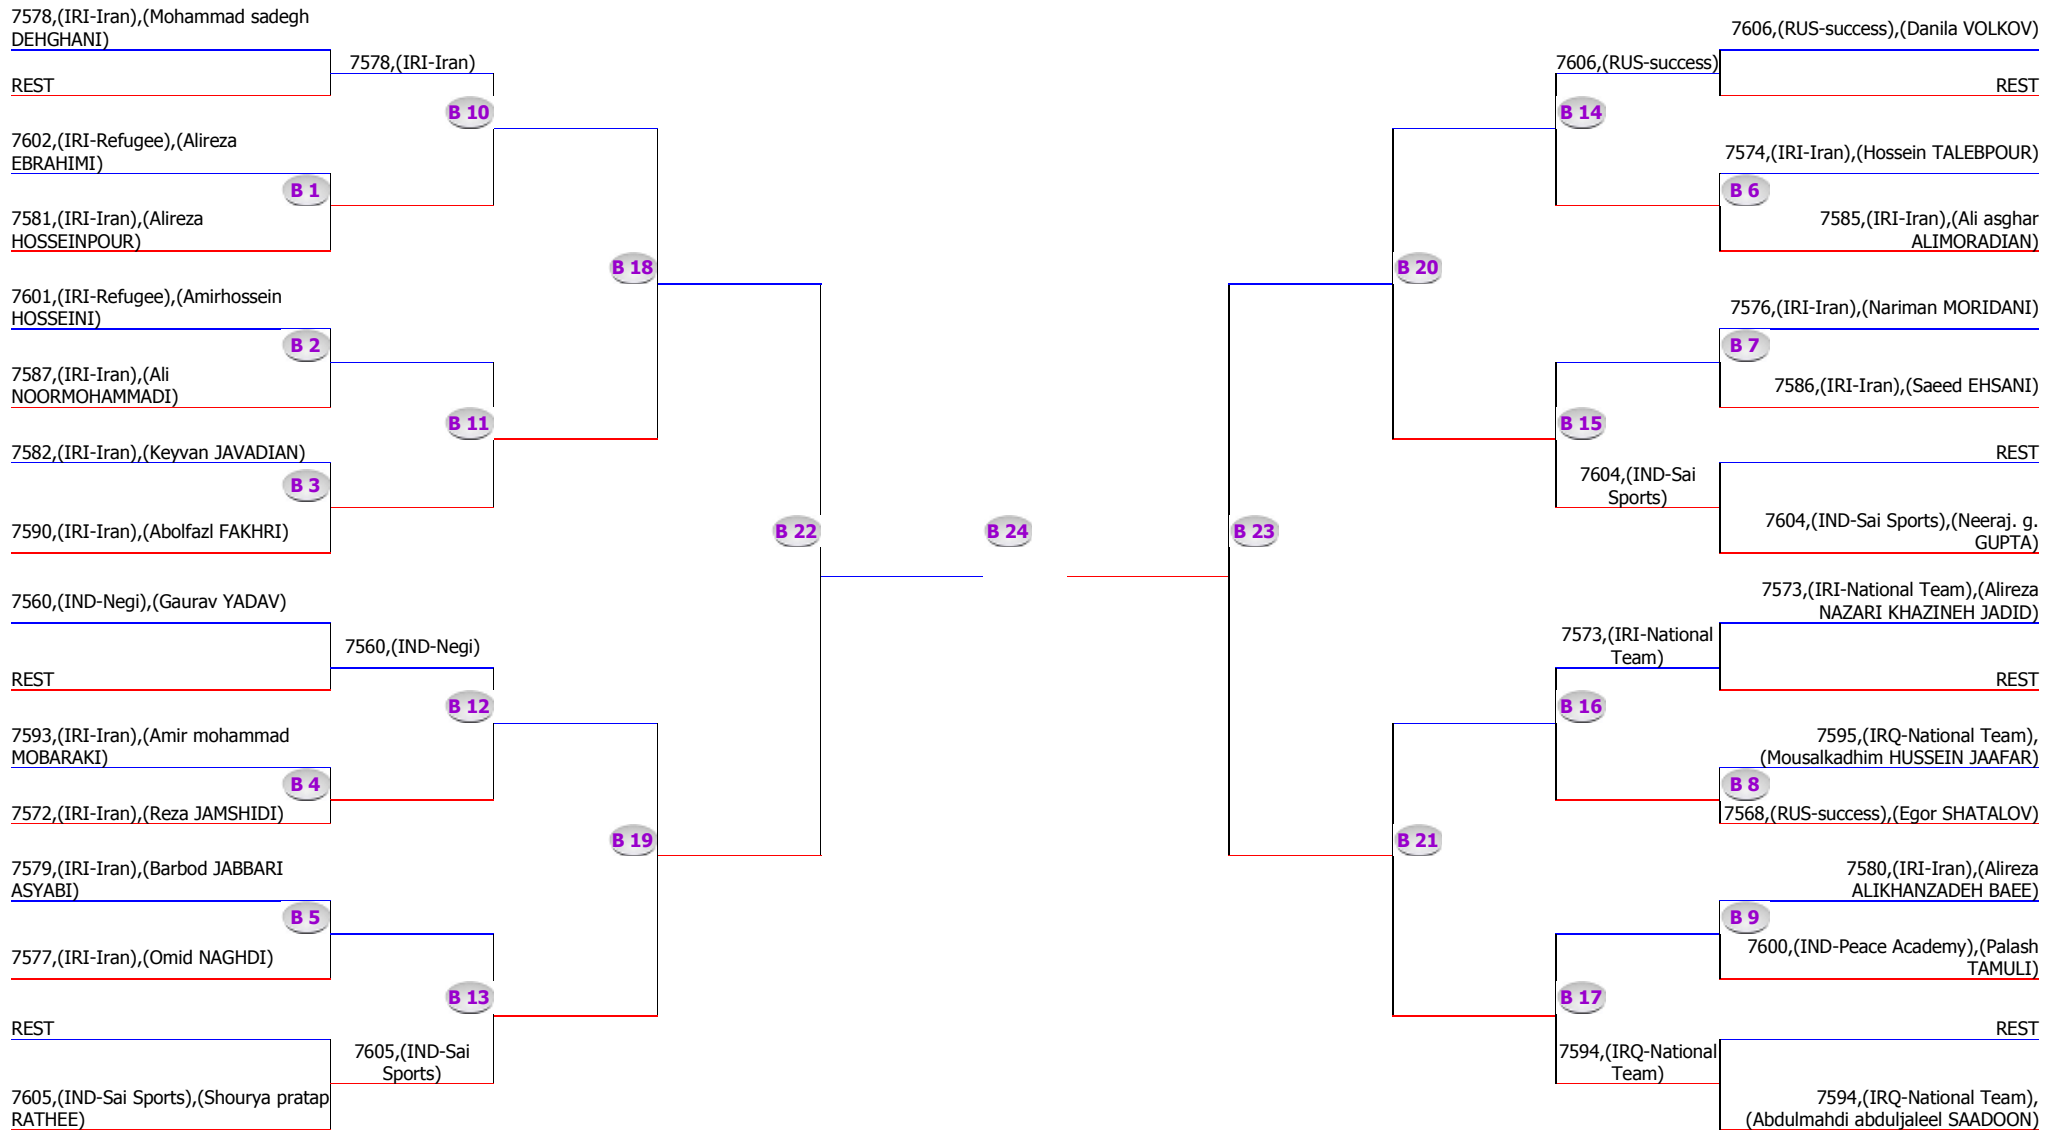 7578,(IRI-Iran),(Mohammad sadegh
DEHGHANI)
7578,(IRI-Iran)
REST
B 10
7602,(IRI-Refugee),(Alireza
EBRAHIMI)
B 1
7581,(IRI-Iran),(Alireza
HOSSEINPOUR)
B 18
7601,(IRI-Refugee),(Amirhossein
HOSSEINI)
B 2
7587,(IRI-Iran),(Ali
NOORMOHAMMADI)
B 11
7582,(IRI-Iran),(Keyvan JAVADIAN)
B 3
7590,(IRI-Iran),(Abolfazl FAKHRI)
B 22
7560,(IND-Negi),(Gaurav YADAV)
7560,(IND-Negi)
REST
B 12
7593,(IRI-Iran),(Amir mohammad
MOBARAKI)
B 4
7572,(IRI-Iran),(Reza JAMSHIDI)
B 19
7579,(IRI-Iran),(Barbod JABBARI
ASYABI)
B 5
7577,(IRI-Iran),(Omid NAGHDI)
B 13
REST
7605,(IND-Sai
Sports)
7605,(IND-Sai Sports),(Shourya pratap
RATHEE)
B 24
7606,(RUS-success),(Danila VOLKOV)
7606,(RUS-success)
REST
B 14
7574,(IRI-Iran),(Hossein TALEBPOUR)
B 6
7585,(IRI-Iran),(Ali asghar
ALIMORADIAN)
B 20
7576,(IRI-Iran),(Nariman MORIDANI)
B 7
7586,(IRI-Iran),(Saeed EHSANI)
B 15
REST
7604,(IND-Sai
Sports)
7604,(IND-Sai Sports),(Neeraj. g.
GUPTA)
B 23
7573,(IRI-National Team),(Alireza
NAZARI KHAZINEH JADID)
7573,(IRI-National
Team)
REST
B 16
7595,(IRQ-National Team),
(Mousalkadhim HUSSEIN JAAFAR)
B 8
7568,(RUS-success),(Egor SHATALOV)
B 21
7580,(IRI-Iran),(Alireza
ALIKHANZADEH BAEE)
B 9
7600,(IND-Peace Academy),(Palash
TAMULI)
B 17
REST
7594,(IRQ-National
Team)
7594,(IRQ-National Team),
(Abdulmahdi abduljaleel SAADOON)